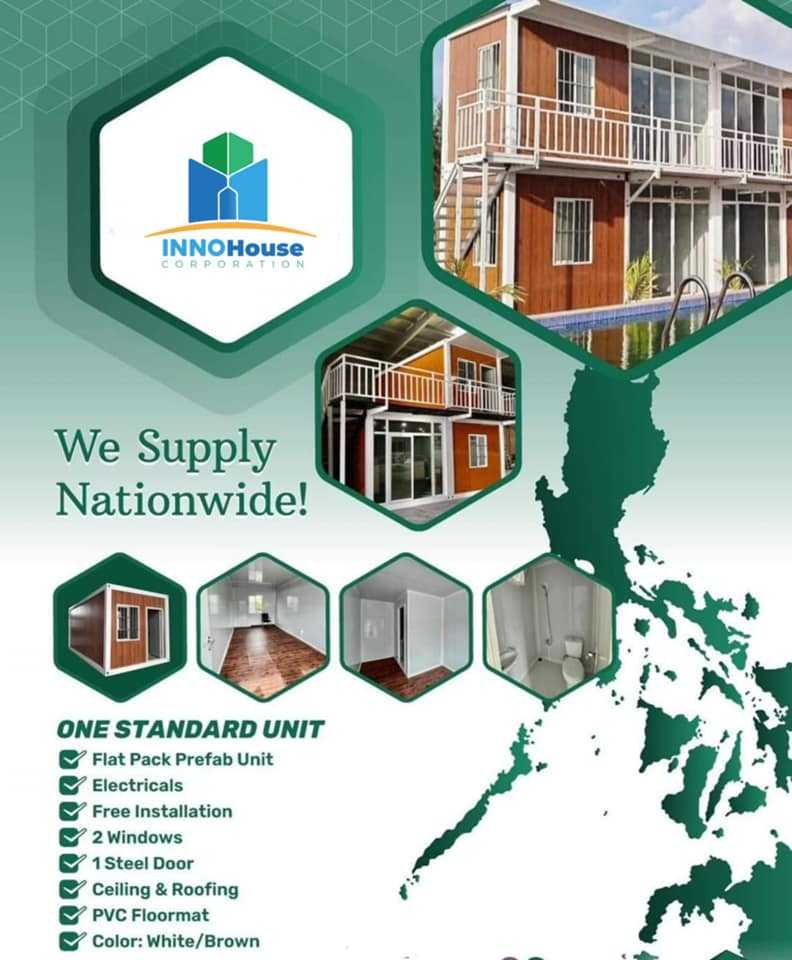 INNOHouse
CORPORATION
We Supply
Nationwide!
ONE STANDARD UNIT
Flat Pack Prefab Unit
Electricals
Free Installation
2 Windows
1 Steel Door
Ceiling & Roofing
PVC Floormat
Color: White/Brown